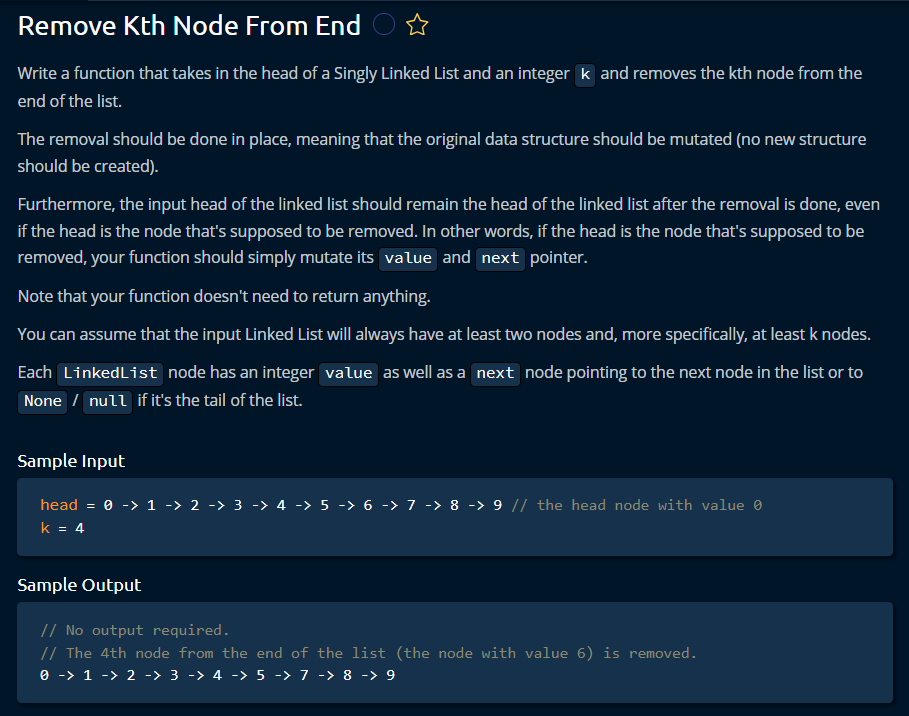 Remove Kth Node From End
Write a function that takes in the head of a Singly Linked List and an integer k and removes the kth node from the
end of the list.
The removal should be done in place, meaning that the original data structure should be mutated (no new structure
should be created).
Furthermore, the input head of the linked list should remain the head of the linked list after the removal is done, even
if the head is the node that's supposed to be removed. In other words, if the head is the node that's supposed to be
removed, your function should simply mutate its value and next pointer.
Note that your function doesn't need to return anything.
You can assume that the input Linked List will always have at least two nodes and, more specifically, at least k nodes.
Each LinkedList node has an integer value as well as a next node pointing to the next node in the list or to
None / null if it's the tail of the list.
Sample Input
head = 0 -> 1 -> 2 -> 3 -> 4 -> 5 -> 6 -> 7 -> 8 -> 9 // the head node with value 0
k = 4
Sample Output
// No output required.
// The 4th node from the end of the list (the node with value 6) is removed.
0 -> 1 -> 2 -> 3 -> 4 -> 5 -> 7 -> 8 -> 9